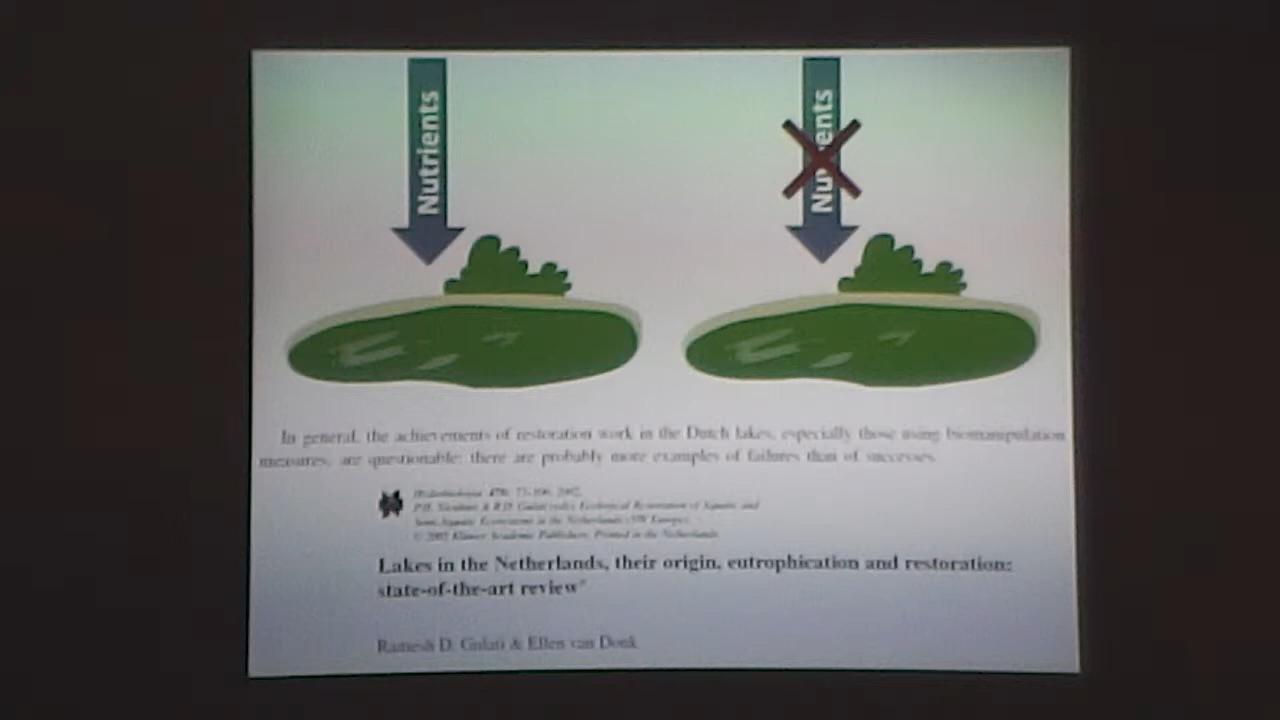 Nutrients
Nutrients
In general, the achievements of restoration work in the Dutch lakes, especially those using biomanipulation
measures, are questionable: there are probably more examples of failures than of successes.
Hydrobiologia 478: 73–106, 2002.
P.H. Nienhuis & R.D. Gulati (eds), Ecological Restoration of Aquatic and
Semi-Aquatic Ecosystems in the Netherlands (NW Europe).
© 2002 Kluwer Academic Publishers. Printed in the Netherlands.
Lakes in the Netherlands, their origin, eutrophication and restoration:
state-of-the-art review*
Ramesh D. Gulati & Ellen van Donk